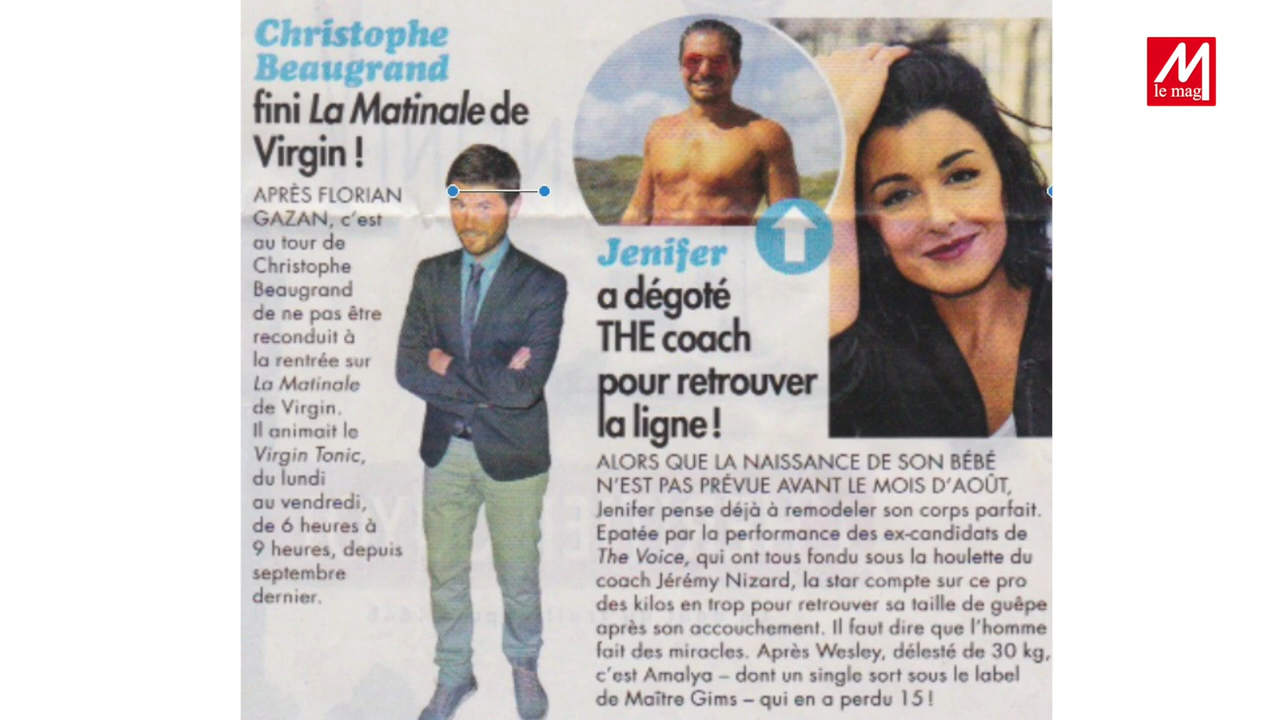 Christophe
Beaugrand
fini La Matinale de
Virgin !
APRÈS FLORIAN
GAZAN, c'est
au tour de
Christophe
Beaugrand
de ne pas être
reconduit à
la rentrée sur
La Matinale
de Virgin.
Il animait le
Virgin Tonic,
du lundi
au vendredi,
de 6 heures à
9 heures, depuis
septembre
dernier.
Jenifer
a dégoté
THE coach
pour retrouver
la ligne !
ALORS QUE LA NAISSANCE DE SON BÉBÉ
N'EST PAS PRÉVUE AVANT LE MOIS D'AOÛT,
Jenifer pense déjà à remodeler son corps parfait.
Epatée par la performance des ex-candidats de
The Voice, qui ont tous fondu sous la houlette du
coach Jérémy Nizard, la star compte sur ce pro
des kilos en trop pour retrouver sa taille de guêpe
après son accouchement. Il faut dire que l'homme
fait des miracles. Après Wesley, délesté de 30 kg,
c'est Amalya – dont un single sort sous le label
de Maître Gims – qui en a perdu 15 !
M
le mag